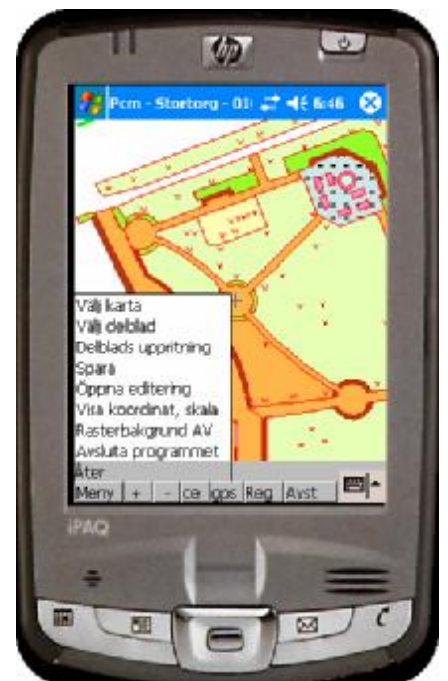 hp
Pcm - Storborg - 01 6:46
Välj karta
Välj delblad
Delblads uppritning
Spara
Öppna editering
Visa koordinat, skala
Rasterbakgrund AV
Avsluta programmet
Åter
Meny + - ce gps Reg Avst
iPAQ